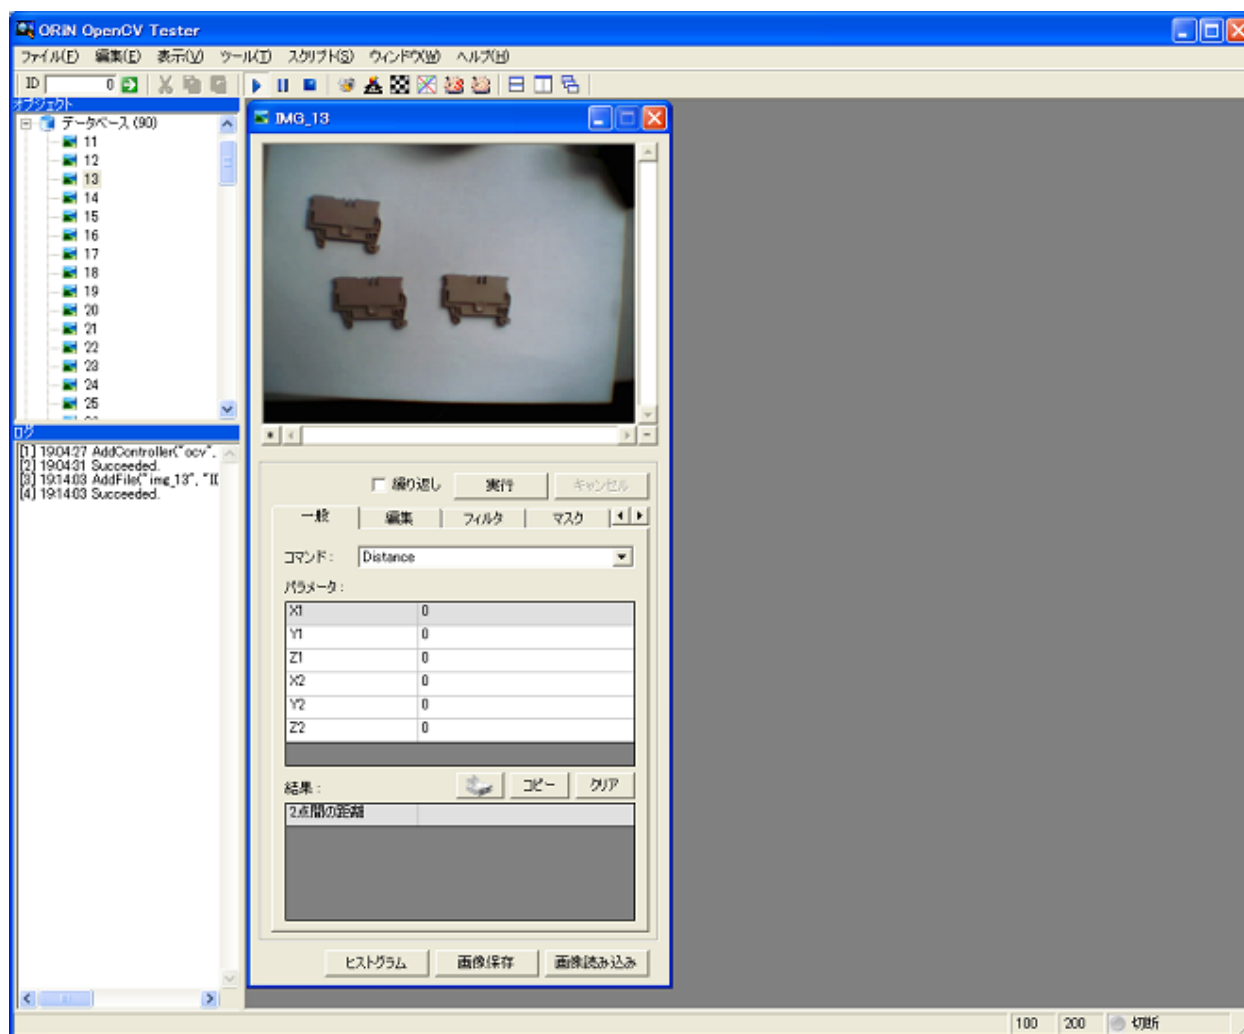 ORiN OpenCV Tester
ファイル(F) 編集(E) 表示(V) ツール(T) スクリプト(S) ウィンドウ(W) ヘルプ(H)
ID 0
オブジェクト
データベース (90)
11
12
13
14
15
16
17
18
19
20
21
22
23
24
25
ログ
[1] 19:04:27 AddController("ocv",
[2] 19:04:31 Succeeded.
[3] 19:14:03 AddFile("img_13", "ID
[4] 19:14:03 Succeeded.
IMG_13
繰り返し 実行 キャンセル
一般 編集 フィルタ マスク
コマンド: Distance
パラメータ:
X1 0
Y1 0
Z1 0
X2 0
Y2 0
Z2 0
結果: コピー クリア
2点間の距離
ヒストグラム 画像保存 画像読み込み
100 200 切断